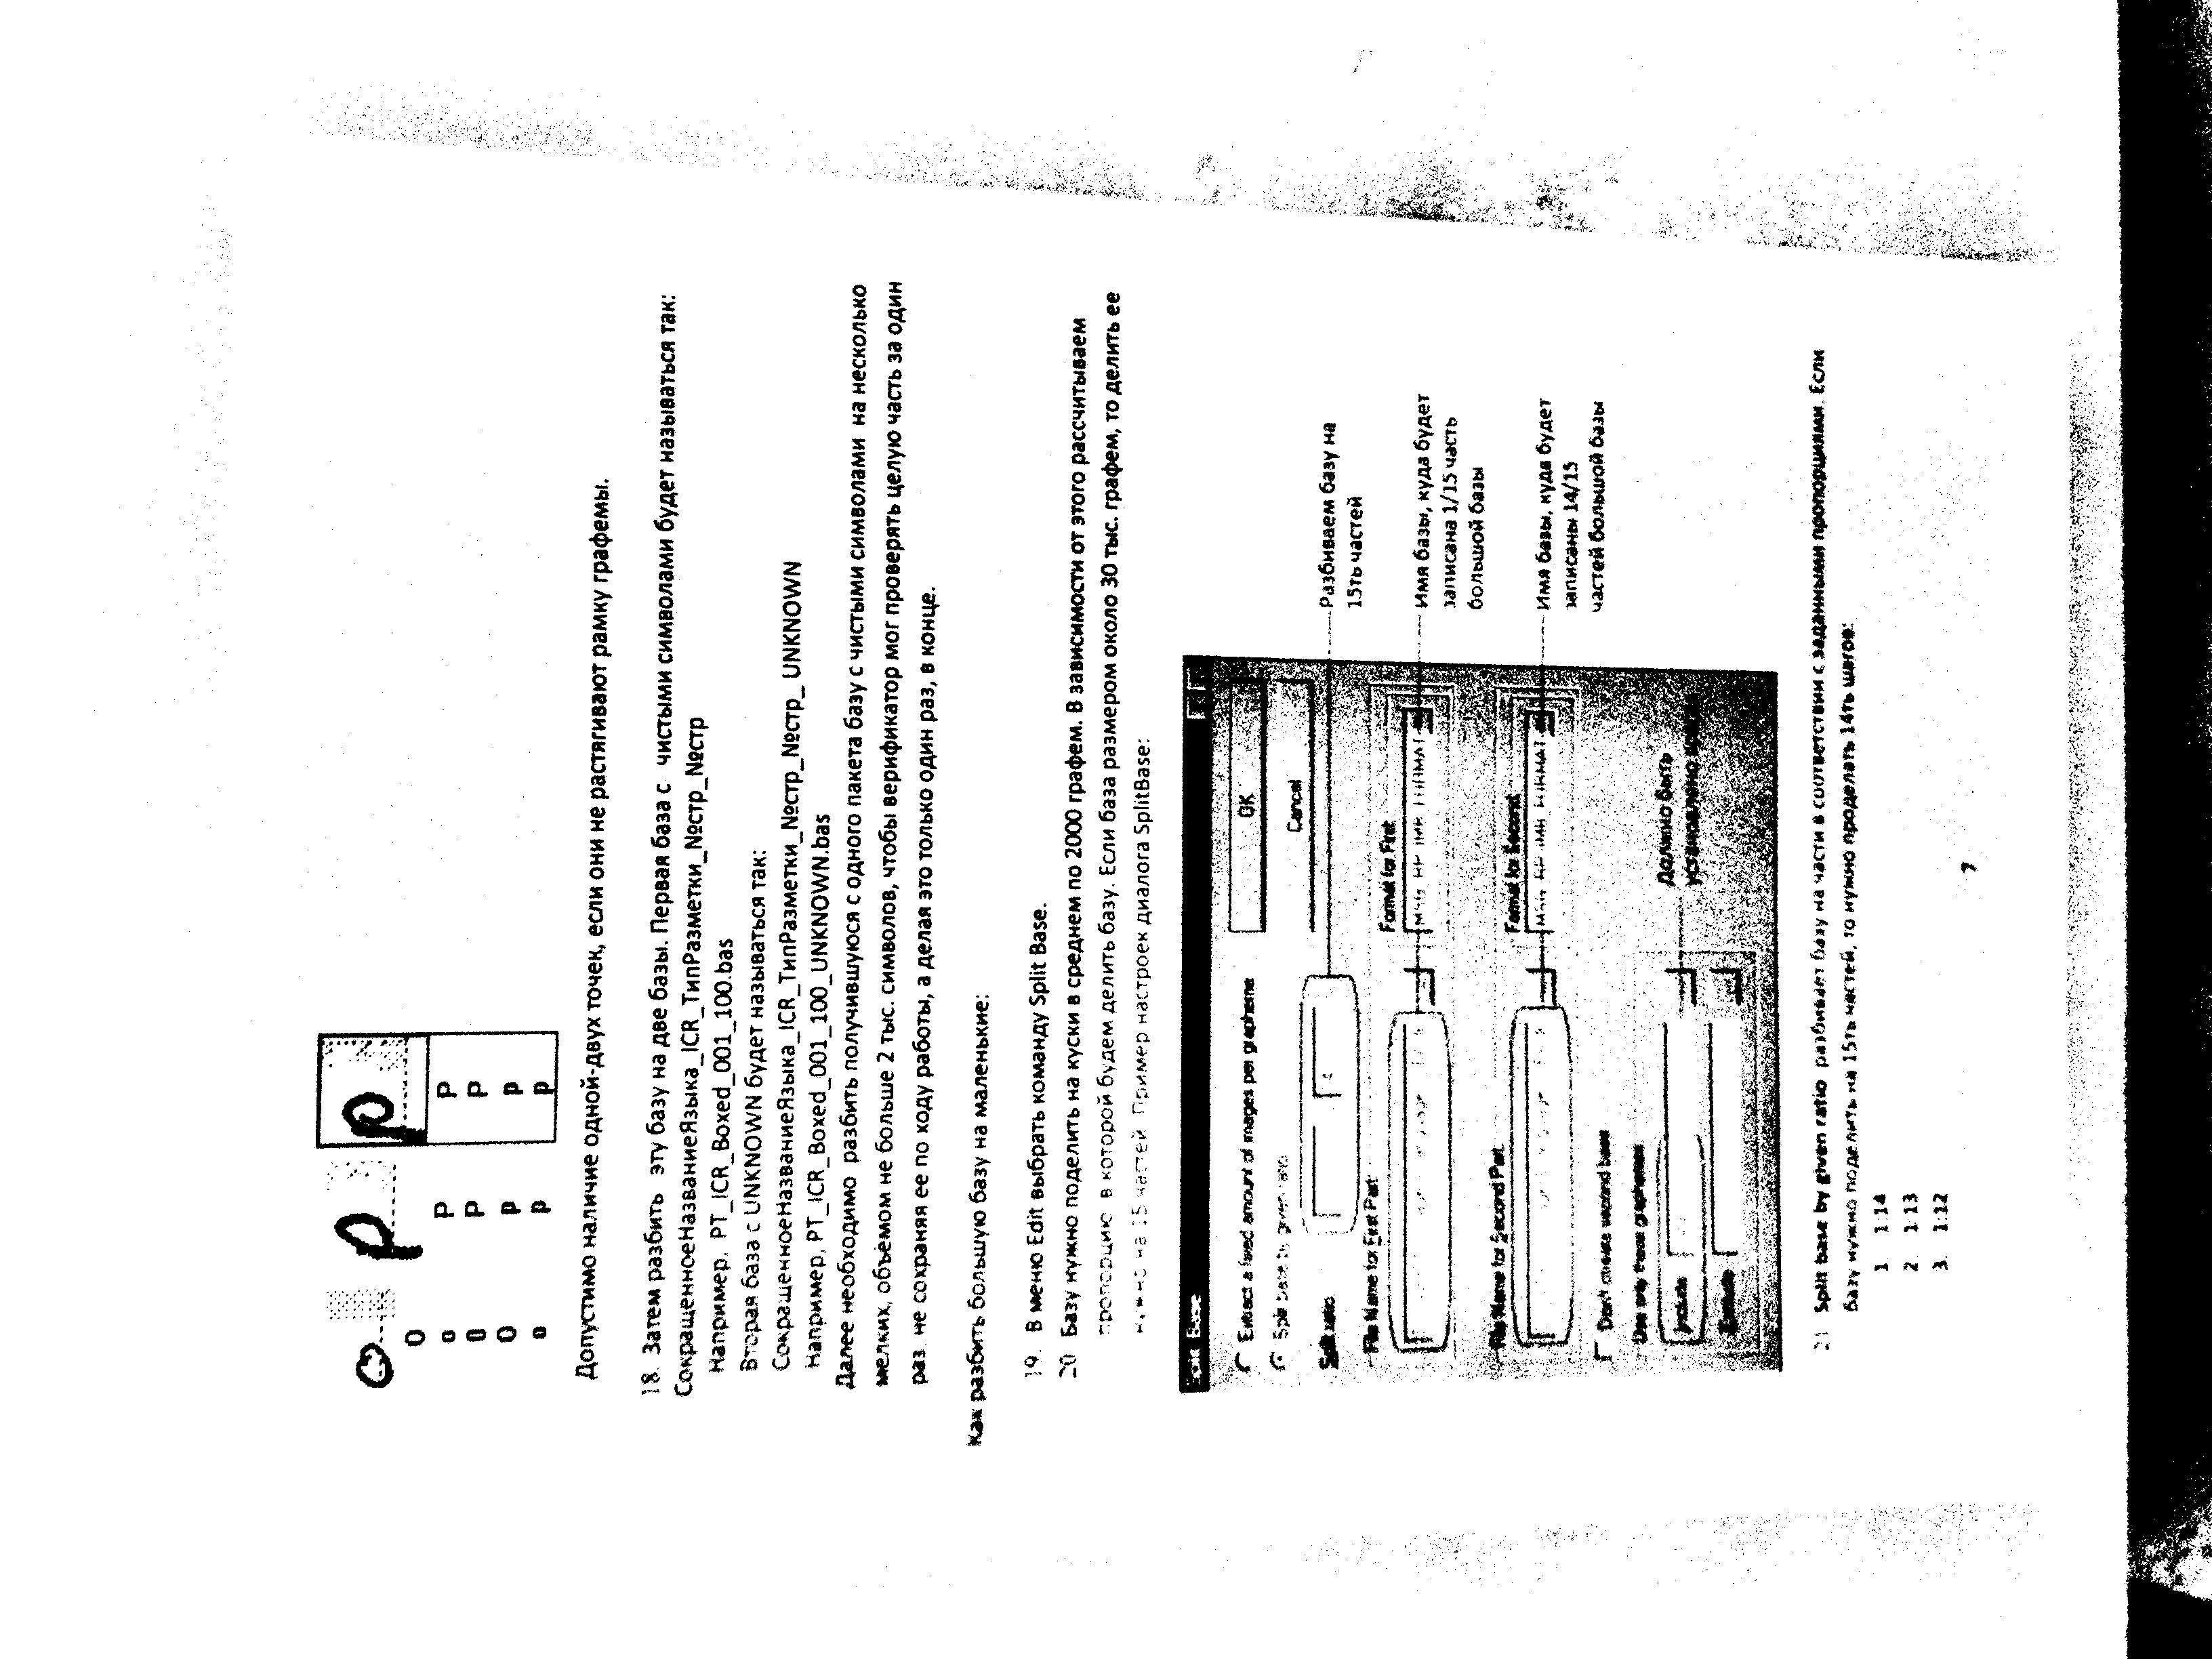 O P P
o P P
0 p p
O p p
o
Допустимо наличие одной-двух точек, если они не растягивают рамку графемы.
18. Затем разбить эту базу на две базы. Первая база с чистыми символами будет называться так:
СокращенноеНазваниеЯзыка_ICR_ТипРазметки_№стр_№стр
Например, PT_ICR_Boxed_001_100.bas
Вторая база с UNKNOWN будет называться так:
СокращенноеНазваниеЯзыка_ICR_ТипРазметки_№стр_№стр_UNKNOWN
Например, PT_ICR_Boxed_001_100_UNKNOWN.bas
Далее необходимо разбить получившуюся с одного пакета базу с чистыми символами на несколько
мелких, объемом не больше 2 тыс. символов, чтобы верификатор мог проверять целую часть за один
раз не сохраняя ее по ходу работы, а делая это только один раз, в конце.
Как разбить большую базу на маленькие:
19. В меню Edit выбрать команду Split Base.
20 Базу нужно поделить на куски в среднем по 2000 графем. В зависимости от этого рассчитываем
пропорцию в которой будем делить базу. Если база размером около 30 тыс. графем, то делить ее
нужно на 15 частей Пример настроек диалога SplitBase:
Split Base
Extract a fixed amount of images per grapheme
OK
Split base by given ratio
Cancel
Split ratio
Разбиваем базу на
15ть частей
File Name for First Part
Format for First
Имя базы, куда будет
записана 1/15 часть
большой базы
File Name for Second Part
Format for Second
Имя базы, куда будет
записаны 14/15
частей большой базы
Don't create second base
Use only these graphemes
Include
Должно быть
Exclude
21 Split base by given ratio разбивает базу на части в соответствии с заданными пропорциями. Если
базу нужно поделить на 15ть частей, то нужно проделать 14ть шагов:
1 1:14
2. 1:13
3. 1:12
7